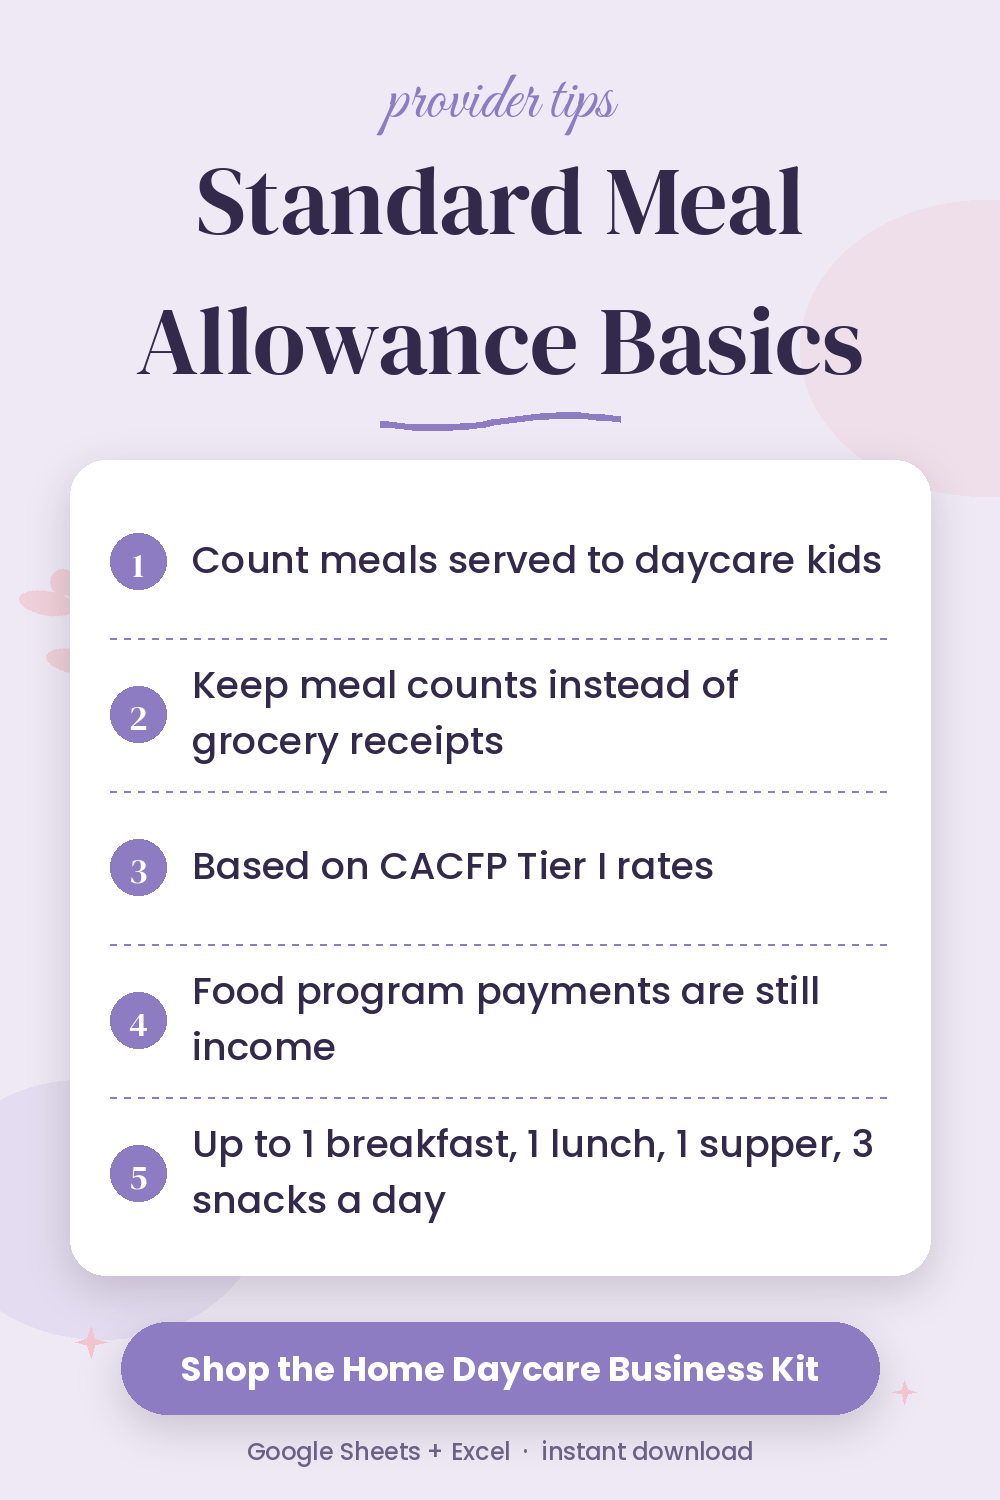 provider tips
Standard Meal
Allowance Basics
1 Count meals served to daycare kids
2 Keep meal counts instead of
grocery receipts
3 Based on CACFP Tier I rates
4 Food program payments are still
income
5 Up to 1 breakfast, 1 lunch, 1 supper, 3
snacks a day
Shop the Home Daycare Business Kit
Google Sheets + Excel · instant download